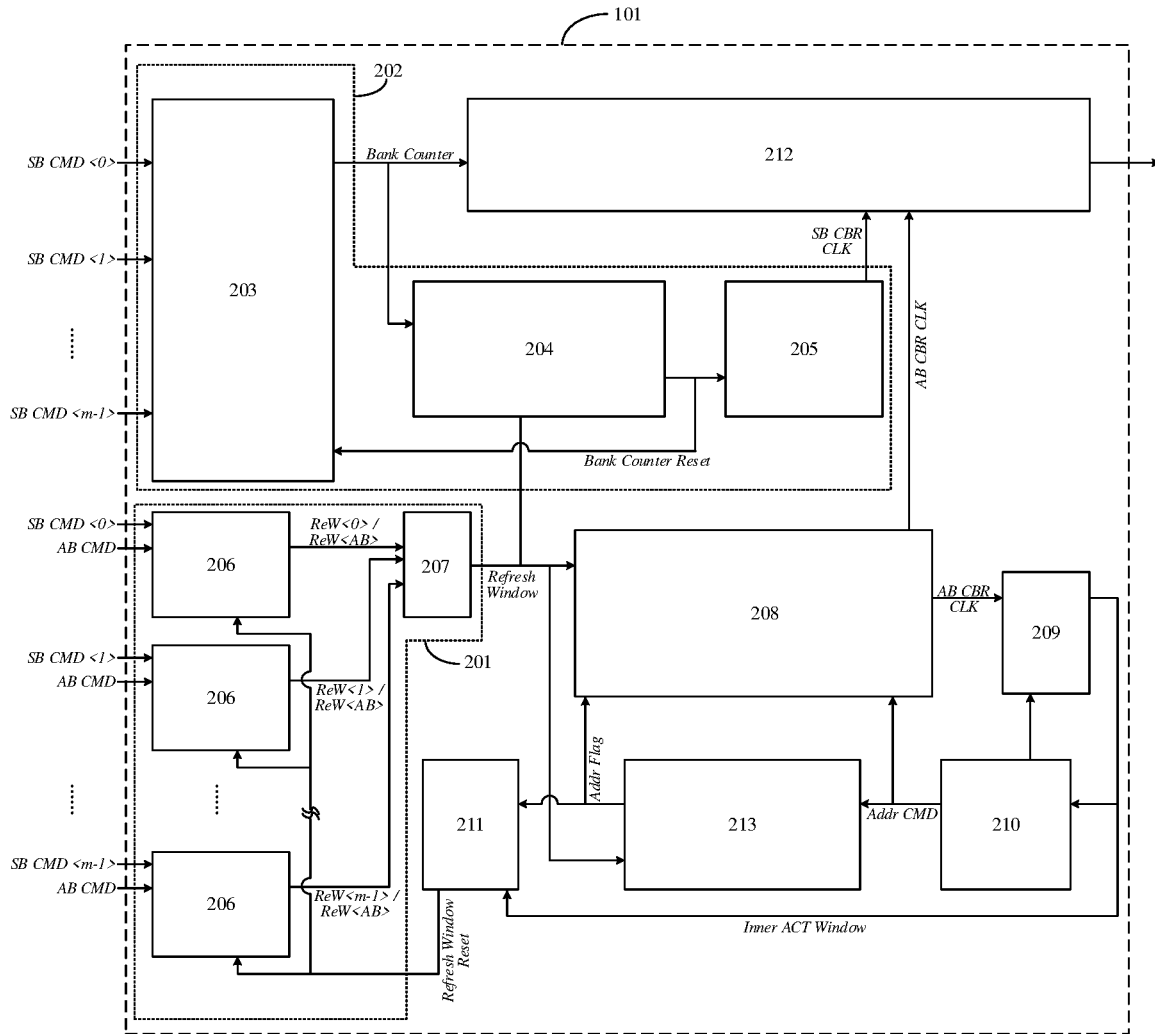 101
202
SB CMD <0>
Bank Counter
212
SB CMD <1>
SB CBR
CLK
203
204
205
AB CBR CLK
SB CMD <m-1>
Bank Counter Reset
SB CMD <0>
AB CMD
206
ReW<0> /
ReW<AB>
207
Refresh
Window
208
AB CBR
CLK
209
SB CMD <1>
AB CMD
206
ReW<1> /
ReW<AB>
201
Addr Flag
211
213
Addr CMD
210
SB CMD <m-1>
AB CMD
206
ReW<m-1> /
ReW<AB>
Refresh Window
Reset
Inner ACT Window